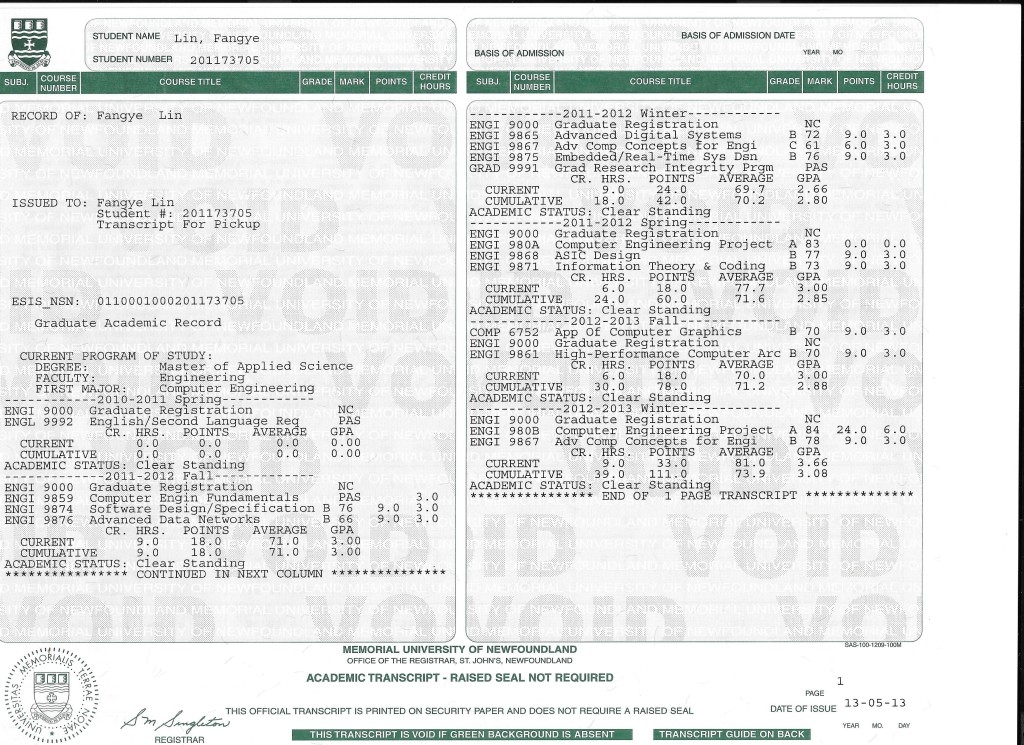 STUDENT NAME Lin, Fangye
STUDENT NUMBER 201173705
BASIS OF ADMISSION DATE
BASIS OF ADMISSION YEAR MO
SUBJ. COURSE NUMBER COURSE TITLE GRADE MARK POINTS CREDIT HOURS
RECORD OF: Fangye Lin
ISSUED TO: Fangye Lin
Student #: 201173705
Transcript For Pickup
ESIS_NSN: 0110001000201173705
Graduate Academic Record
CURRENT PROGRAM OF STUDY:
DEGREE: Master of Applied Science
FACULTY: Engineering
FIRST MAJOR: Computer Engineering
------------2010-2011 Spring------------
ENGI 9000 Graduate Registration NC
ENGL 9992 English/Second Language Req PAS
CR. HRS. POINTS AVERAGE GPA
CURRENT 0.0 0.0 0.0 0.00
CUMULATIVE 0.0 0.0 0.0 0.00
ACADEMIC STATUS: Clear Standing
------------2011-2012 Fall------------
ENGI 9000 Graduate Registration NC
ENGI 9859 Computer Engin Fundamentals PAS 3.0
ENGI 9874 Software Design/Specification B 76 9.0 3.0
ENGI 9876 Advanced Data Networks B 66 9.0 3.0
CR. HRS. POINTS AVERAGE GPA
CURRENT 9.0 18.0 71.0 3.00
CUMULATIVE 9.0 18.0 71.0 3.00
ACADEMIC STATUS: Clear Standing
**************** CONTINUED IN NEXT COLUMN ***************
SUBJ. COURSE NUMBER COURSE TITLE GRADE MARK POINTS CREDIT HOURS
------------2011-2012 Winter------------
ENGI 9000 Graduate Registration NC
ENGI 9865 Advanced Digital Systems B 72 9.0 3.0
ENGI 9867 Adv Comp Concepts for Engi C 61 6.0 3.0
ENGI 9875 Embedded/Real-Time Sys Dsn B 76 9.0 3.0
GRAD 9991 Grad Research Integrity Prgm PAS
CR. HRS. POINTS AVERAGE GPA
CURRENT 9.0 24.0 69.7 2.66
CUMULATIVE 18.0 42.0 70.2 2.80
ACADEMIC STATUS: Clear Standing
------------2011-2012 Spring------------
ENGI 9000 Graduate Registration NC
ENGI 980A Computer Engineering Project A 83 0.0 0.0
ENGI 9868 ASIC Design B 77 9.0 3.0
ENGI 9871 Information Theory & Coding B 73 9.0 3.0
CR. HRS. POINTS AVERAGE GPA
CURRENT 6.0 18.0 77.7 3.00
CUMULATIVE 24.0 60.0 71.6 2.85
ACADEMIC STATUS: Clear Standing
------------2012-2013 Fall------------
COMP 6752 App Of Computer Graphics B 70 9.0 3.0
ENGI 9000 Graduate Registration NC
ENGI 9861 High-Performance Computer Arc B 70 9.0 3.0
CR. HRS. POINTS AVERAGE GPA
CURRENT 6.0 18.0 70.0 3.00
CUMULATIVE 30.0 78.0 71.2 2.88
ACADEMIC STATUS: Clear Standing
------------2012-2013 Winter------------
ENGI 9000 Graduate Registration NC
ENGI 980B Computer Engineering Project A 84 24.0 6.0
ENGI 9867 Adv Comp Concepts for Engi B 78 9.0 3.0
CR. HRS. POINTS AVERAGE GPA
CURRENT 9.0 33.0 81.0 3.66
CUMULATIVE 39.0 111.0 73.9 3.08
ACADEMIC STATUS: Clear Standing
**************** END OF 1 PAGE TRANSCRIPT **************
SAS-100-1209-100M
MEMORIAL UNIVERSITY OF NEWFOUNDLAND
OFFICE OF THE REGISTRAR, ST. JOHN'S, NEWFOUNDLAND
ACADEMIC TRANSCRIPT - RAISED SEAL NOT REQUIRED
UNIVERSITAS MEMORIALIS TERRAE NOVAE
SM Singleton
REGISTRAR
THIS OFFICIAL TRANSCRIPT IS PRINTED ON SECURITY PAPER AND DOES NOT REQUIRE A RAISED SEAL
PAGE 1
DATE OF ISSUE 13-05-13
YEAR MO. DAY
THIS TRANSCRIPT IS VOID IF GREEN BACKGROUND IS ABSENT
TRANSCRIPT GUIDE ON BACK